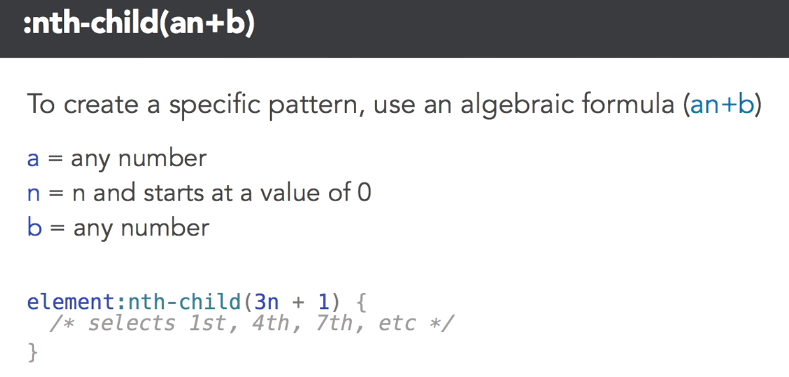 :nth-child(an+b)
To create a specific pattern, use an algebraic formula (an+b)
a = any number
n = n and starts at a value of 0
b = any number
element:nth-child(3n + 1) {
/* selects 1st, 4th, 7th, etc */
}